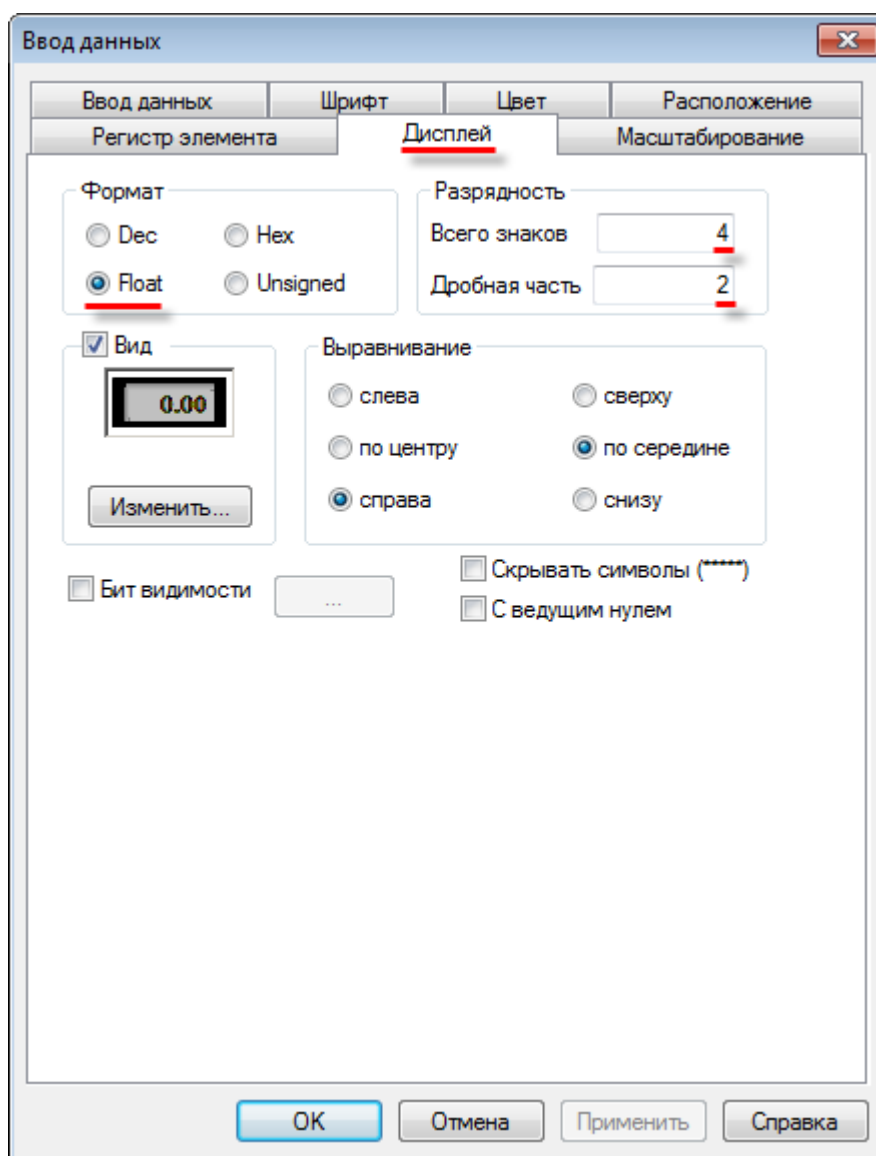 Ввод данных
Ввод данных Шрифт Цвет Расположение
Регистр элемента Дисплей Масштабирование
Формат Разрядность
Dec Hex Всего знаков 4
Float Unsigned Дробная часть 2
Вид Выравнивание
0.00 слева сверху
по центру по середине
Изменить... справа снизу
Скрывать символы (*****)
Бит видимости ...
С ведущим нулем
OK Отмена Применить Справка